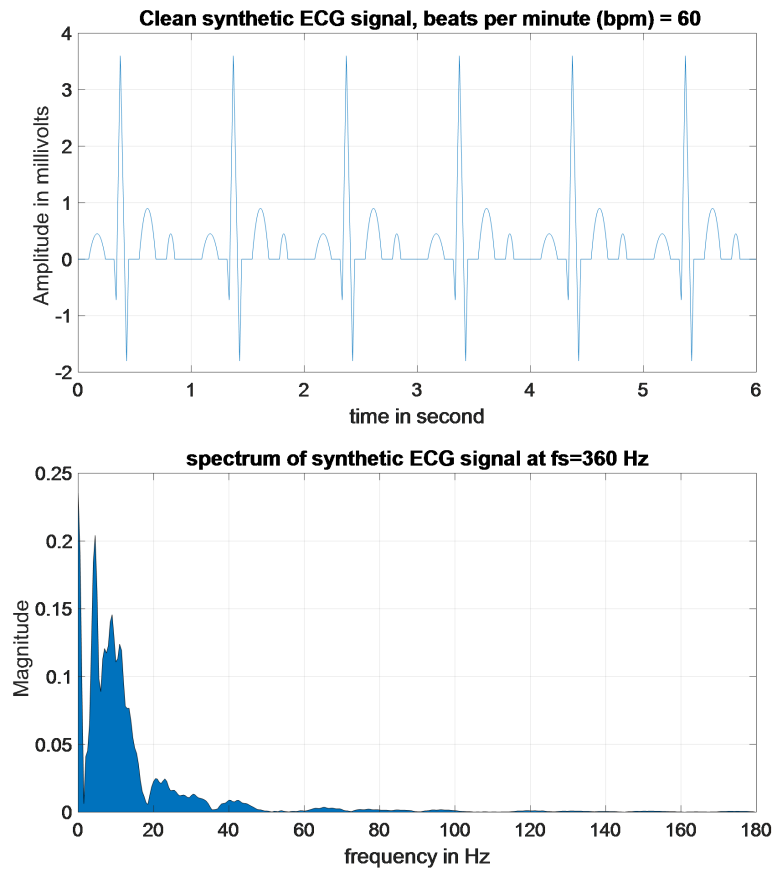 Clean synthetic ECG signal, beats per minute (bpm) = 60
4
3
2
1
0
-1
-2
Amplitude in millivolts
0 1 2 3 4 5 6
time in second
spectrum of synthetic ECG signal at fs=360 Hz
0.25
0.2
0.15
0.1
0.05
0
Magnitude
0 20 40 60 80 100 120 140 160 180
frequency in Hz